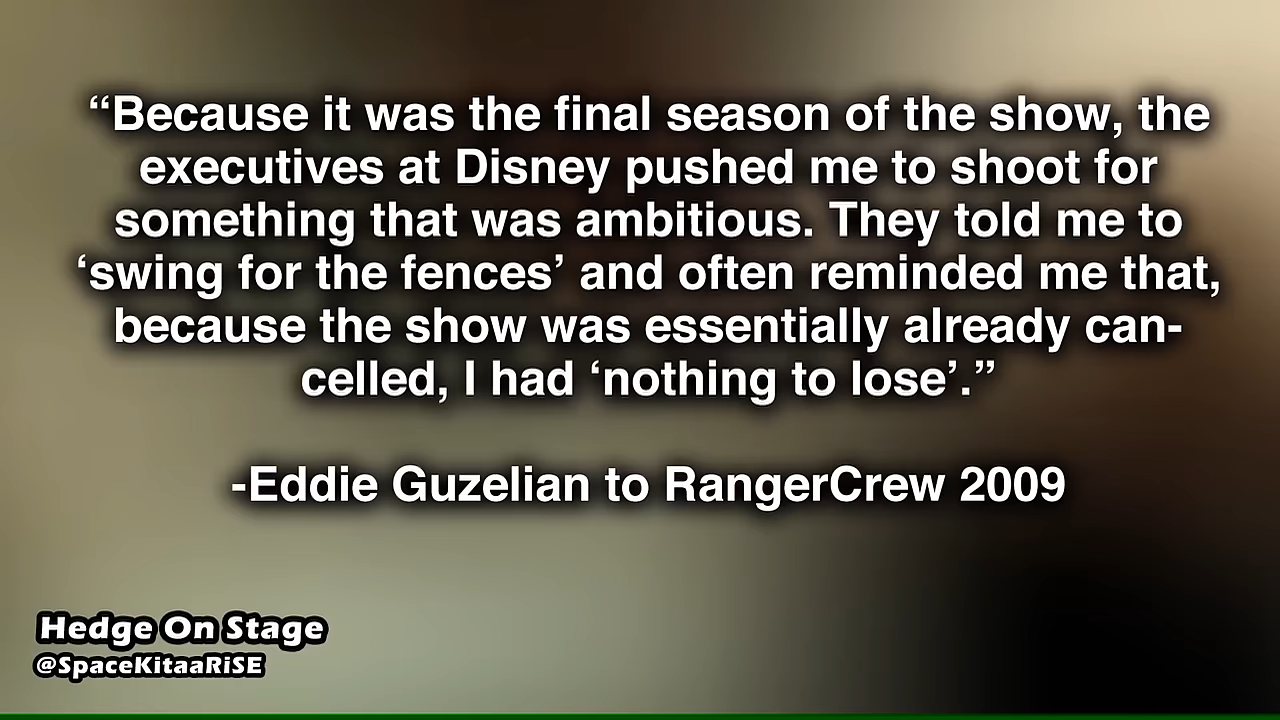 “Because it was the final season of the show, the
executives at Disney pushed me to shoot for
something that was ambitious. They told me to
‘swing for the fences’ and often reminded me that,
because the show was essentially already can-
celled, I had ‘nothing to lose’.”
-Eddie Guzelian to RangerCrew 2009
Hedge On Stage
@SpaceKitaaRiSE